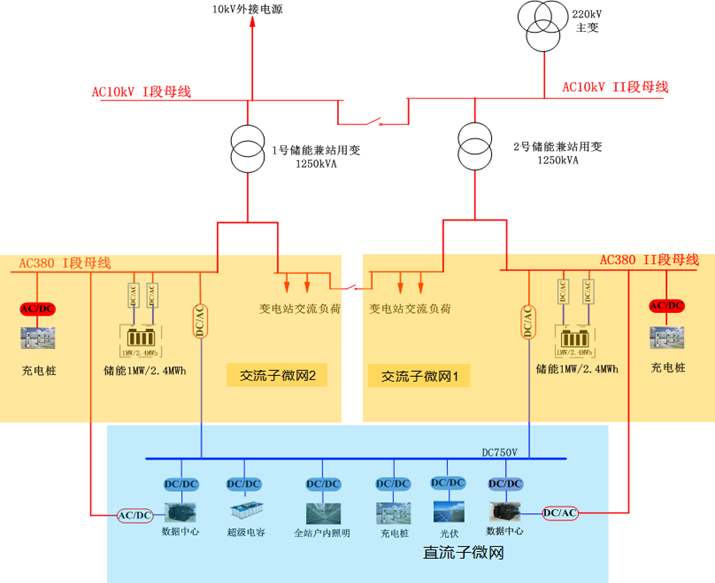 10kV外接电源
220kV
主变
AC10kV I段母线
AC10kV II段母线
1号储能兼站用变
1250kVA
2号储能兼站用变
1250kVA
AC380 I段母线
AC380 II段母线
AC/DC
DC/AC
DC/AC
DC/AC
变电站交流负荷
变电站交流负荷
DC/AC
DC/AC
DC/AC
AC/DC
1MW/2.4MWh
1MW/2.4MWh
充电桩
储能1MW/2.4MWh
储能1MW/2.4MWh
充电桩
交流子微网2
交流子微网1
DC750V
DC/DC
DC/DC
DC/DC
DC/DC
DC/DC
DC/DC
AC/DC
DC/AC
数据中心
超级电容
全站户内照明
充电桩
光伏
数据中心
直流子微网